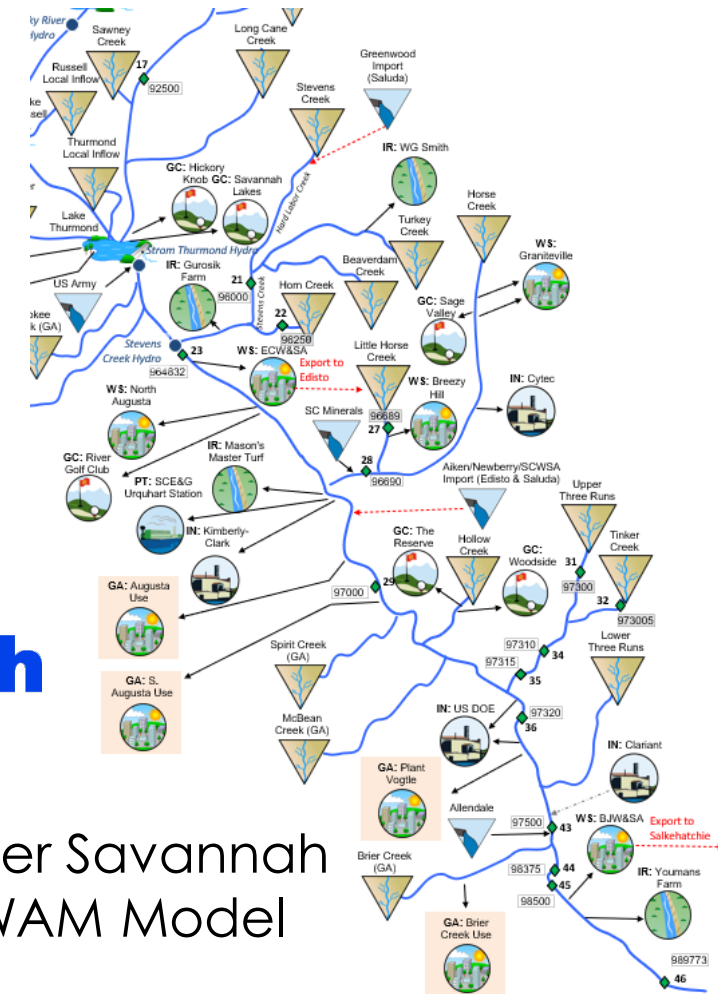 ky River
Hydro
Sawney
Creek
Long Cane
Creek
Greenwood
Import
(Saluda)
Russell
Local Inflow
17
92500
Stevens
Creek
Thurmond
Local Inflow
IR: WG Smith
GC: Hickory
Knob
GC: Savannah
Lakes
Hard Labor Creek
Horse
Creek
Lake
Thurmond
Turkey
Creek
WS:
Graniteville
Strom Thurmond Hydro
US Army
IR: Gurosik
Farm
21
96000
Beaverdam
Creek
Horn Creek
Stevens Creek
GC: Sage
Valley
k (GA)
22
96250
Stevens
Creek Hydro
23
964832
WS: ECW&SA
Export to
Edisto
Little Horse
Creek
WS: Breezy
Hill
IN: Cytec
WS: North
Augusta
96689
27
SC Minerals
28
96690
GC: River
Golf Club
IR: Mason's
Master Turf
PT: SCE&G
Urquhart Station
Aiken/Newberry/SCWSA
Import (Edisto & Saluda)
Upper
Three Runs
IN: Kimberly-
Clark
GC: The
Reserve
Hollow
Creek
GC:
Woodside
Tinker
Creek
31
97300
GA: Augusta
Use
29
97000
32
973005
Spirit Creek
(GA)
97310
34
97315
35
Lower
Three Runs
h
GA: S.
Augusta Use
McBean
Creek (GA)
IN: US DOE
97320
36
IN: Clariant
GA: Plant
Vogtle
Allendale
97500
43
WS: BJW&SA
Export to
Salkehatchie
er Savannah
WAM Model
Brier Creek
(GA)
98375
44
45
98500
IR: Youmans
Farm
GA: Brier
Creek Use
989773
46